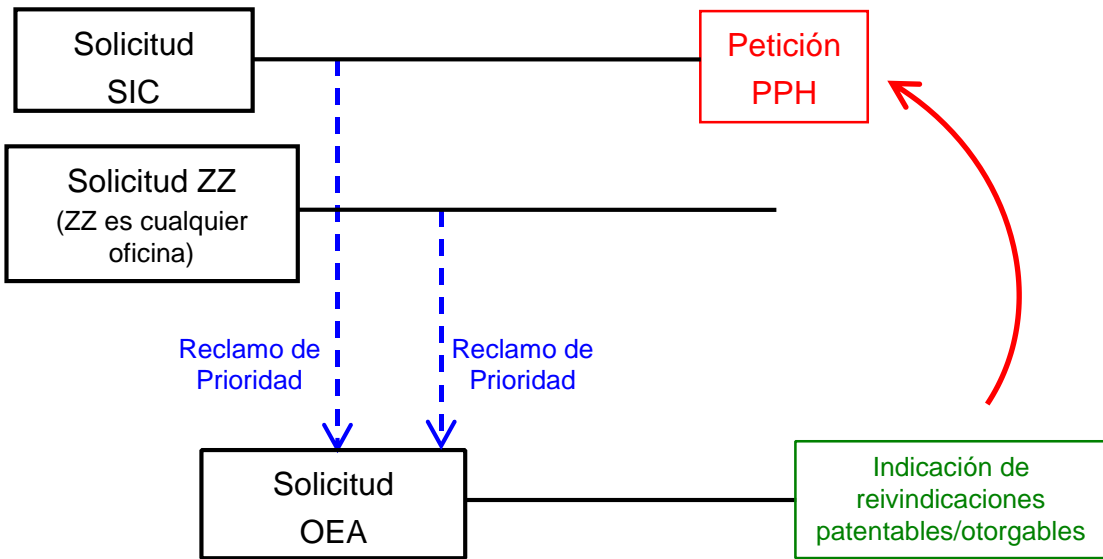 Solicitud
SIC
Petición
PPH
Solicitud ZZ
(ZZ es cualquier
oficina)
Reclamo de
Prioridad
Reclamo de
Prioridad
Solicitud
OEA
Indicación de
reivindicaciones
patentables/otorgables